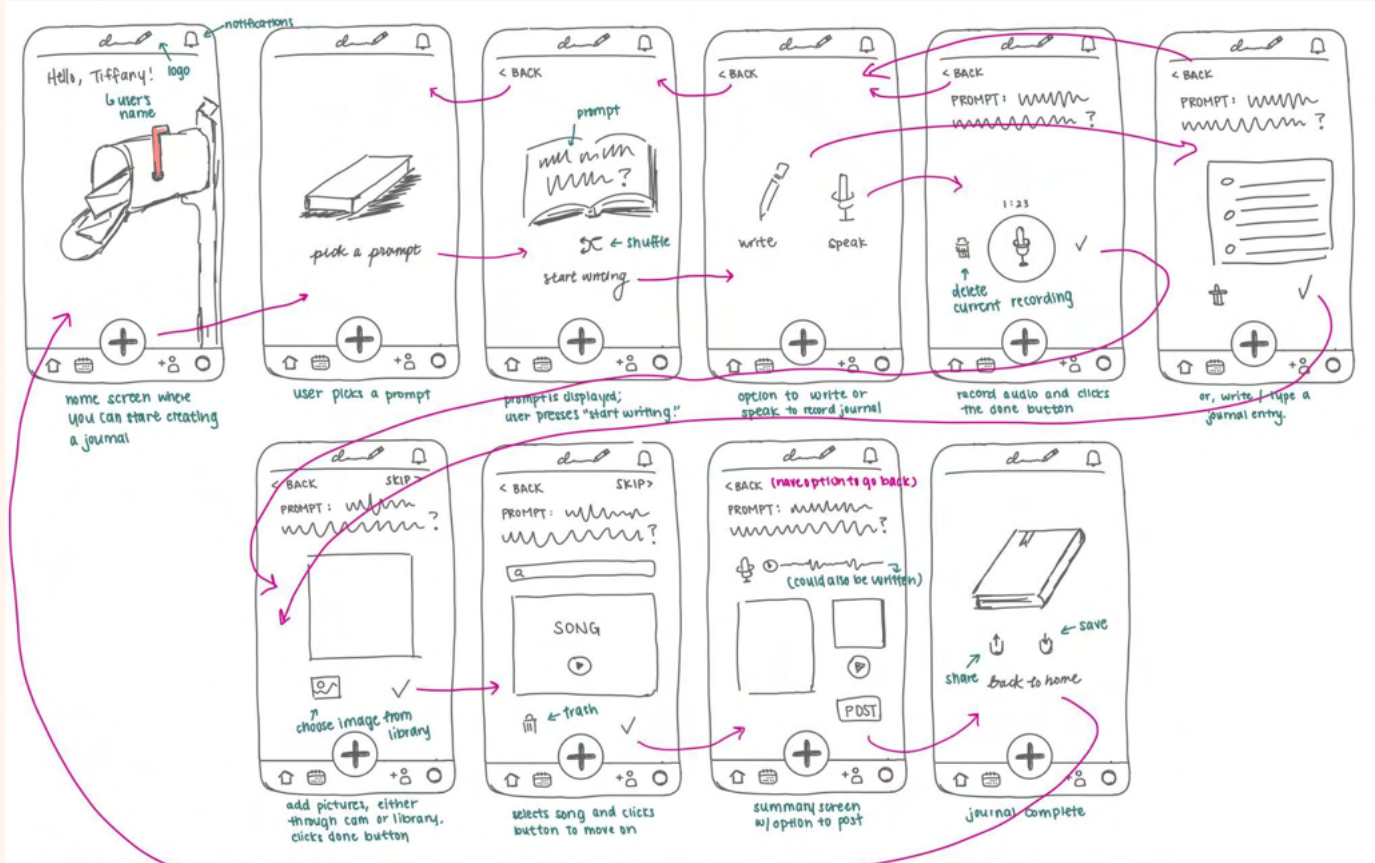 notifications
logo
Hello, Tiffany!
↳ user's
name
home screen where
you can start creating
a journal
pick a prompt
user picks a prompt
< BACK
prompt
?
← shuffle
start writing
prompt is displayed;
user presses "start writing!"
< BACK
write
speak
option to write or
speak to record journal
< BACK
PROMPT:
?
1:23
✓
delete
current recording
record audio and clicks
the done button
< BACK
PROMPT:
?
✓
or, write / type a
journal entry.
< BACK
SKIP >
PROMPT:
?
✓
choose image from
library
add pictures, either
through cam or library.
clicks done button
< BACK
SKIP >
PROMPT:
?
SONG
← trash
✓
selects song and clicks
button to move on
< BACK (have option to go back)
PROMPT:
?
(could also be written)
POST
summary screen
w/ option to post
← save
share
Back to home
journal complete